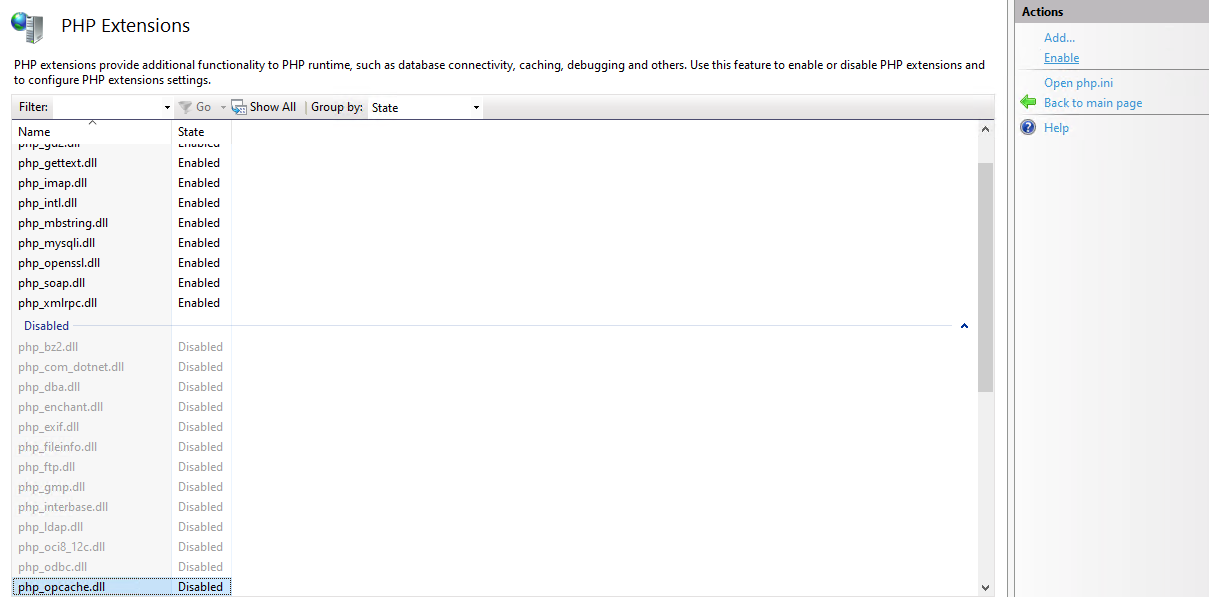 PHP Extensions
PHP extensions provide additional functionality to PHP runtime, such as database connectivity, caching, debugging and others. Use this feature to enable or disable PHP extensions and
to configure PHP extensions settings.
Filter: Go Show All Group by: State
Name State
php_gd2.dll Enabled
php_gettext.dll Enabled
php_imap.dll Enabled
php_intl.dll Enabled
php_mbstring.dll Enabled
php_mysqli.dll Enabled
php_openssl.dll Enabled
php_soap.dll Enabled
php_xmlrpc.dll Enabled
Disabled
php_bz2.dll Disabled
php_com_dotnet.dll Disabled
php_dba.dll Disabled
php_enchant.dll Disabled
php_exif.dll Disabled
php_fileinfo.dll Disabled
php_ftp.dll Disabled
php_gmp.dll Disabled
php_interbase.dll Disabled
php_ldap.dll Disabled
php_oci8_12c.dll Disabled
php_odbc.dll Disabled
php_opcache.dll Disabled
Actions
Add...
Enable
Open php.ini
Back to main page
Help